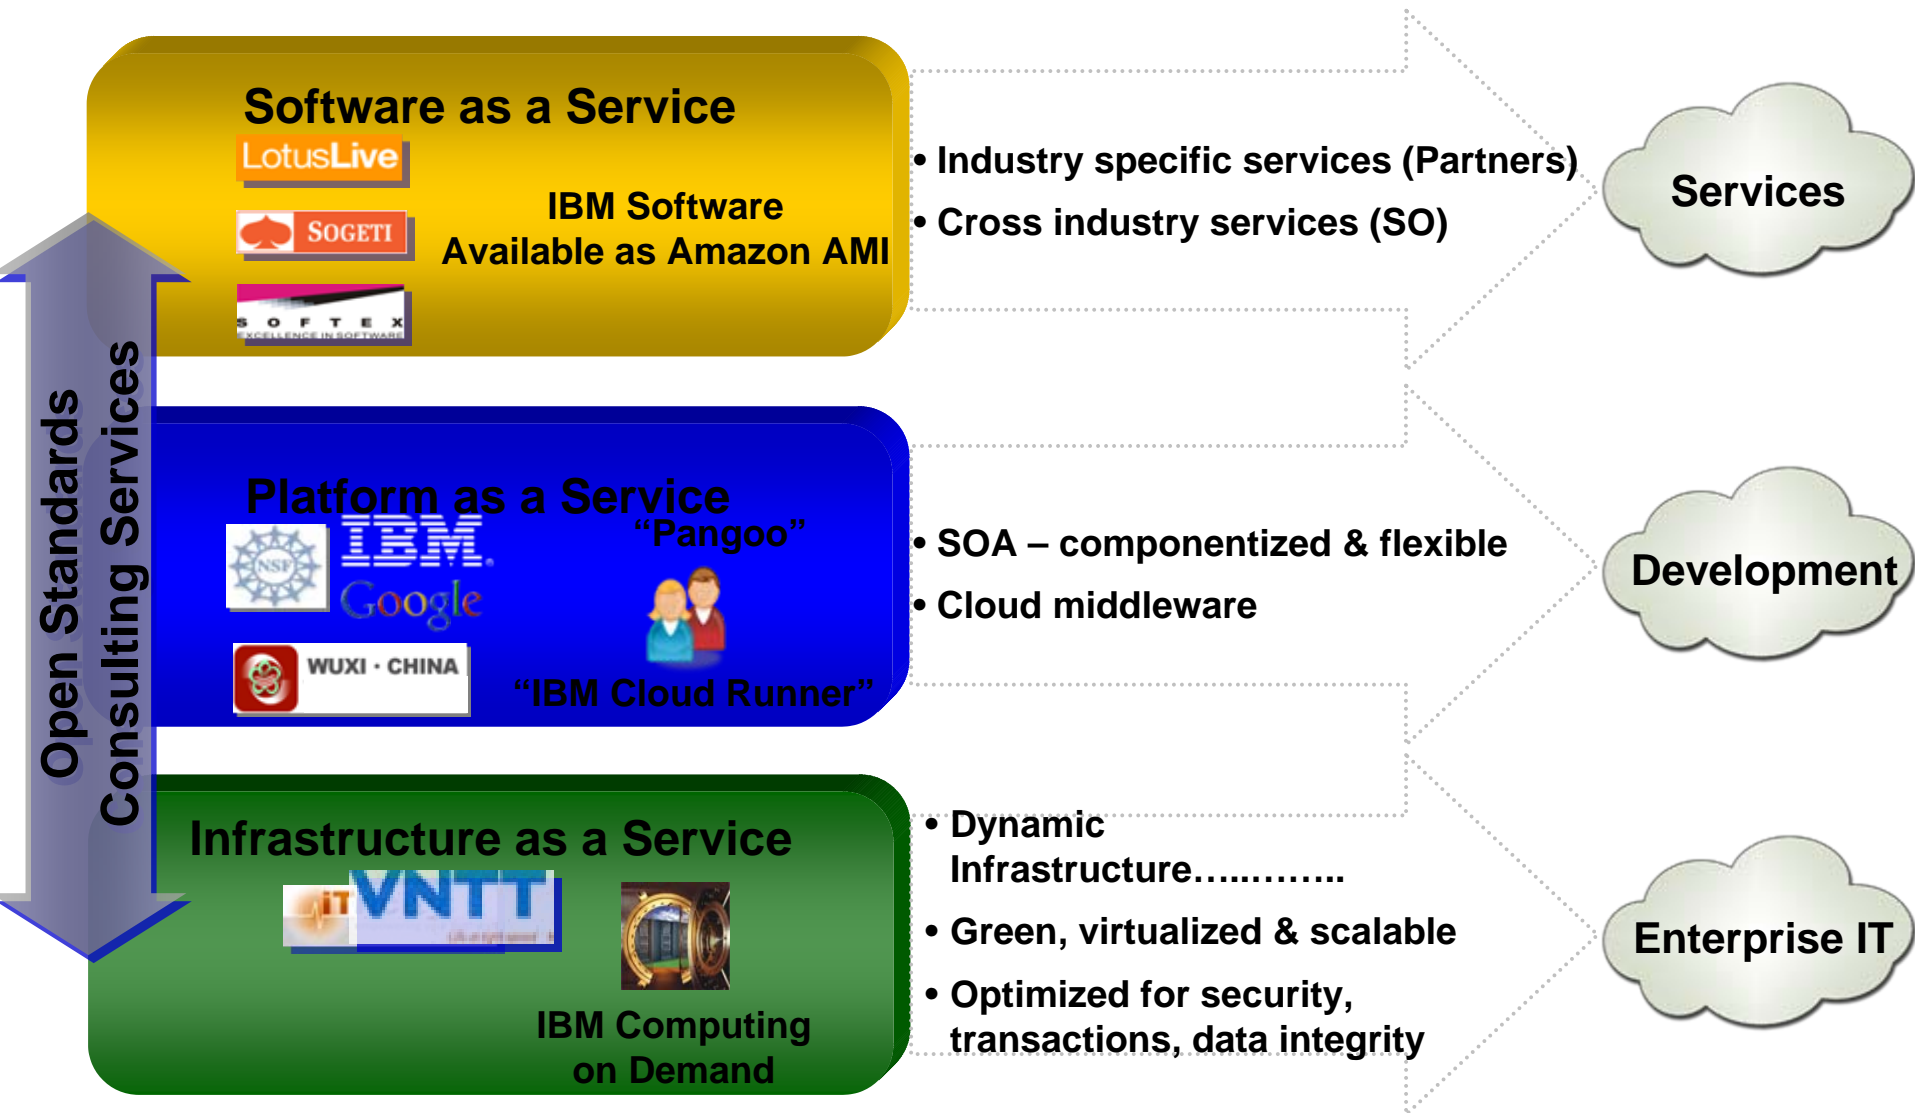 Software as a Service
LotusLive
SOGETI
IBM Software
Available as Amazon AMI
SOFTEX
EXCELLENCE IN SOFTWARE
• Industry specific services (Partners)
• Cross industry services (SO)
Services
Open Standards
Consulting Services
Platform as a Service
NSF
IBM.
Google
“Pangoo”
WUXI · CHINA
“IBM Cloud Runner”
• SOA – componentized & flexible
• Cloud middleware
Development
Infrastructure as a Service
iT
VNTT
IBM Computing
on Demand
• Dynamic
Infrastructure…..……..
• Green, virtualized & scalable
• Optimized for security,
transactions, data integrity
Enterprise IT